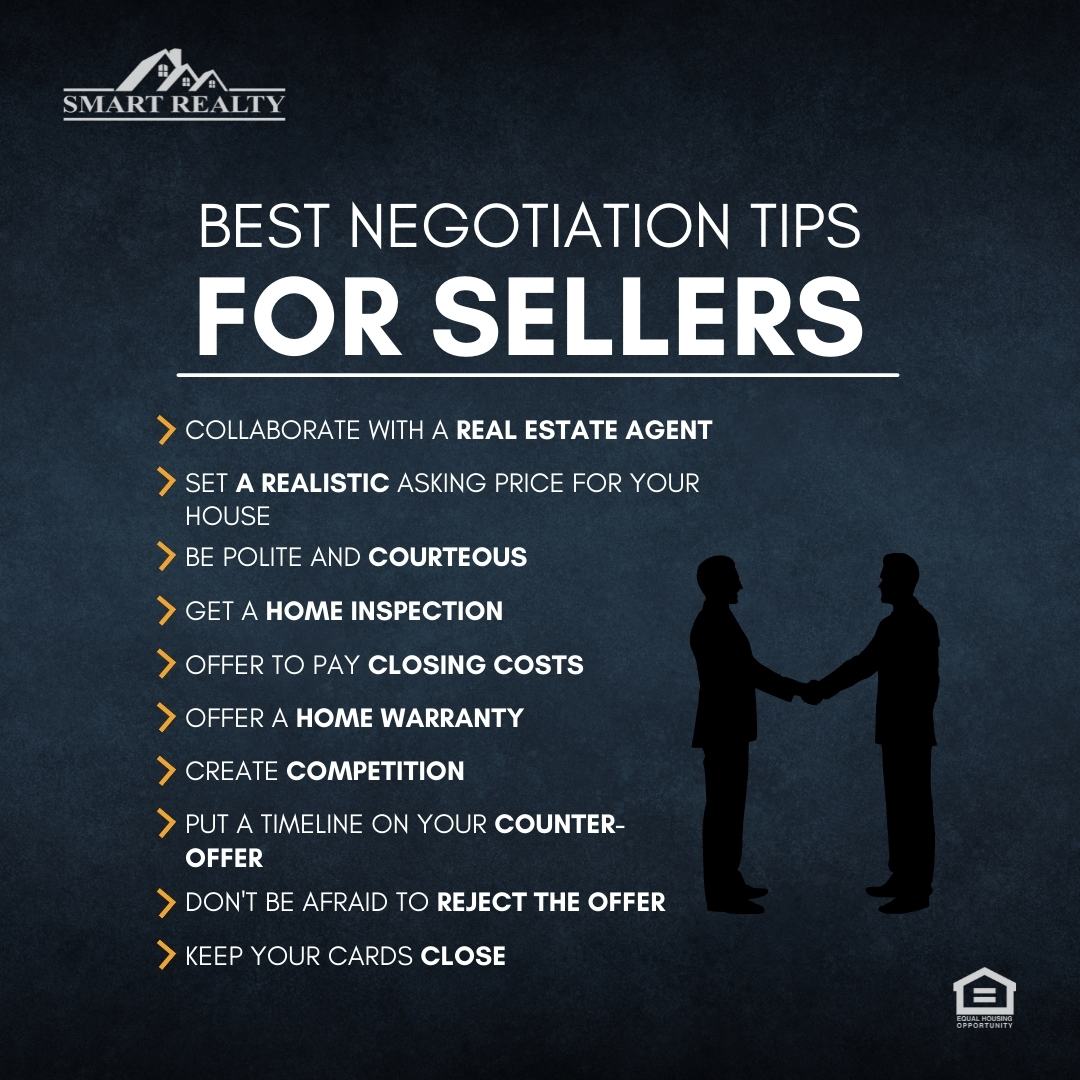 SMART REALTY
BEST NEGOTIATION TIPS
FOR SELLERS
COLLABORATE WITH A REAL ESTATE AGENT
SET A REALISTIC ASKING PRICE FOR YOUR
HOUSE
BE POLITE AND COURTEOUS
GET A HOME INSPECTION
OFFER TO PAY CLOSING COSTS
OFFER A HOME WARRANTY
CREATE COMPETITION
PUT A TIMELINE ON YOUR COUNTER-
OFFER
DON'T BE AFRAID TO REJECT THE OFFER
KEEP YOUR CARDS CLOSE
EQUAL HOUSING
OPPORTUNITY